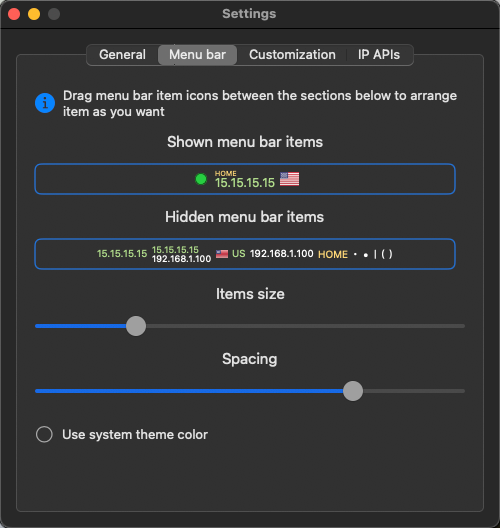 Settings
General Menu bar Customization IP APIs
Drag menu bar item icons between the sections below to arrange
item as you want
Shown menu bar items
HOME
15.15.15.15
Hidden menu bar items
15.15.15.15 15.15.15.15 US 192.168.1.100 HOME • • | ( )
192.168.1.100
Items size
Spacing
Use system theme color